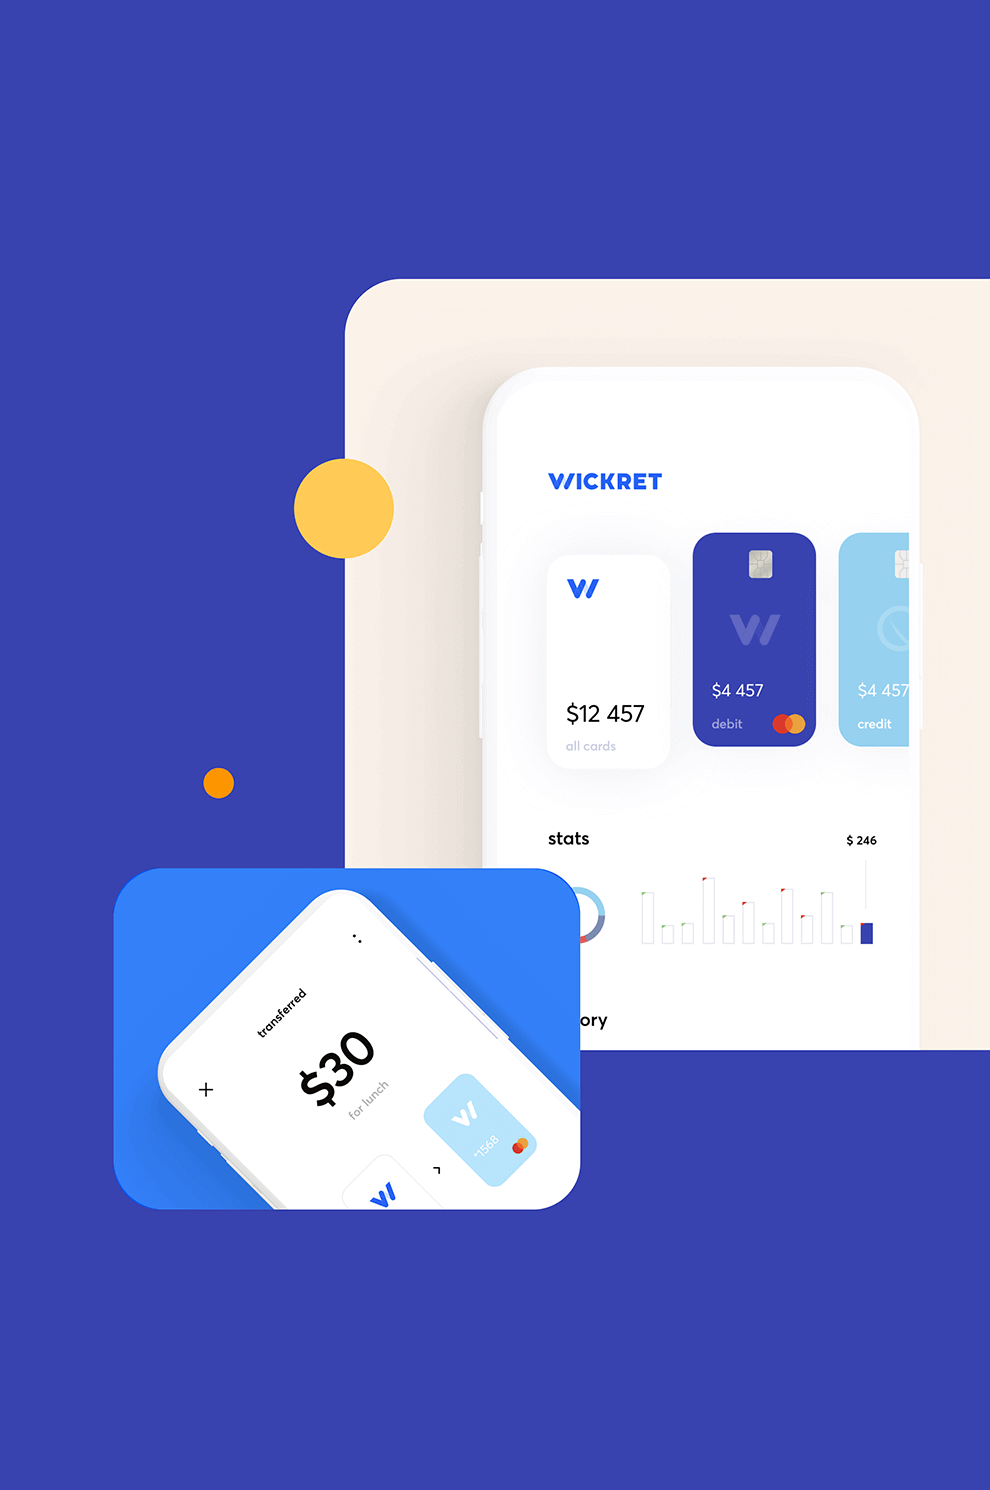 WICKRET
$12 457
all cards
$4 457
debit
$4 457
credit
stats
$ 246
ory
transferred
$30
for lunch
*1568